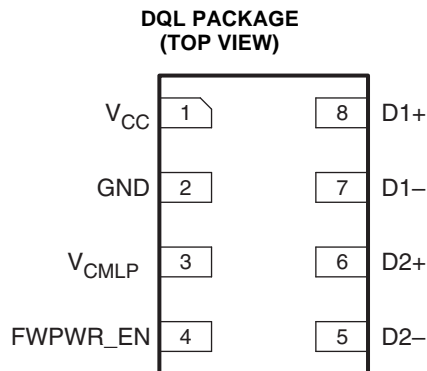 DQL PACKAGE
(TOP VIEW)
VCC 1 8 D1+
GND 2 7 D1–
VCMLP 3 6 D2+
FWPWR_EN 4 5 D2–